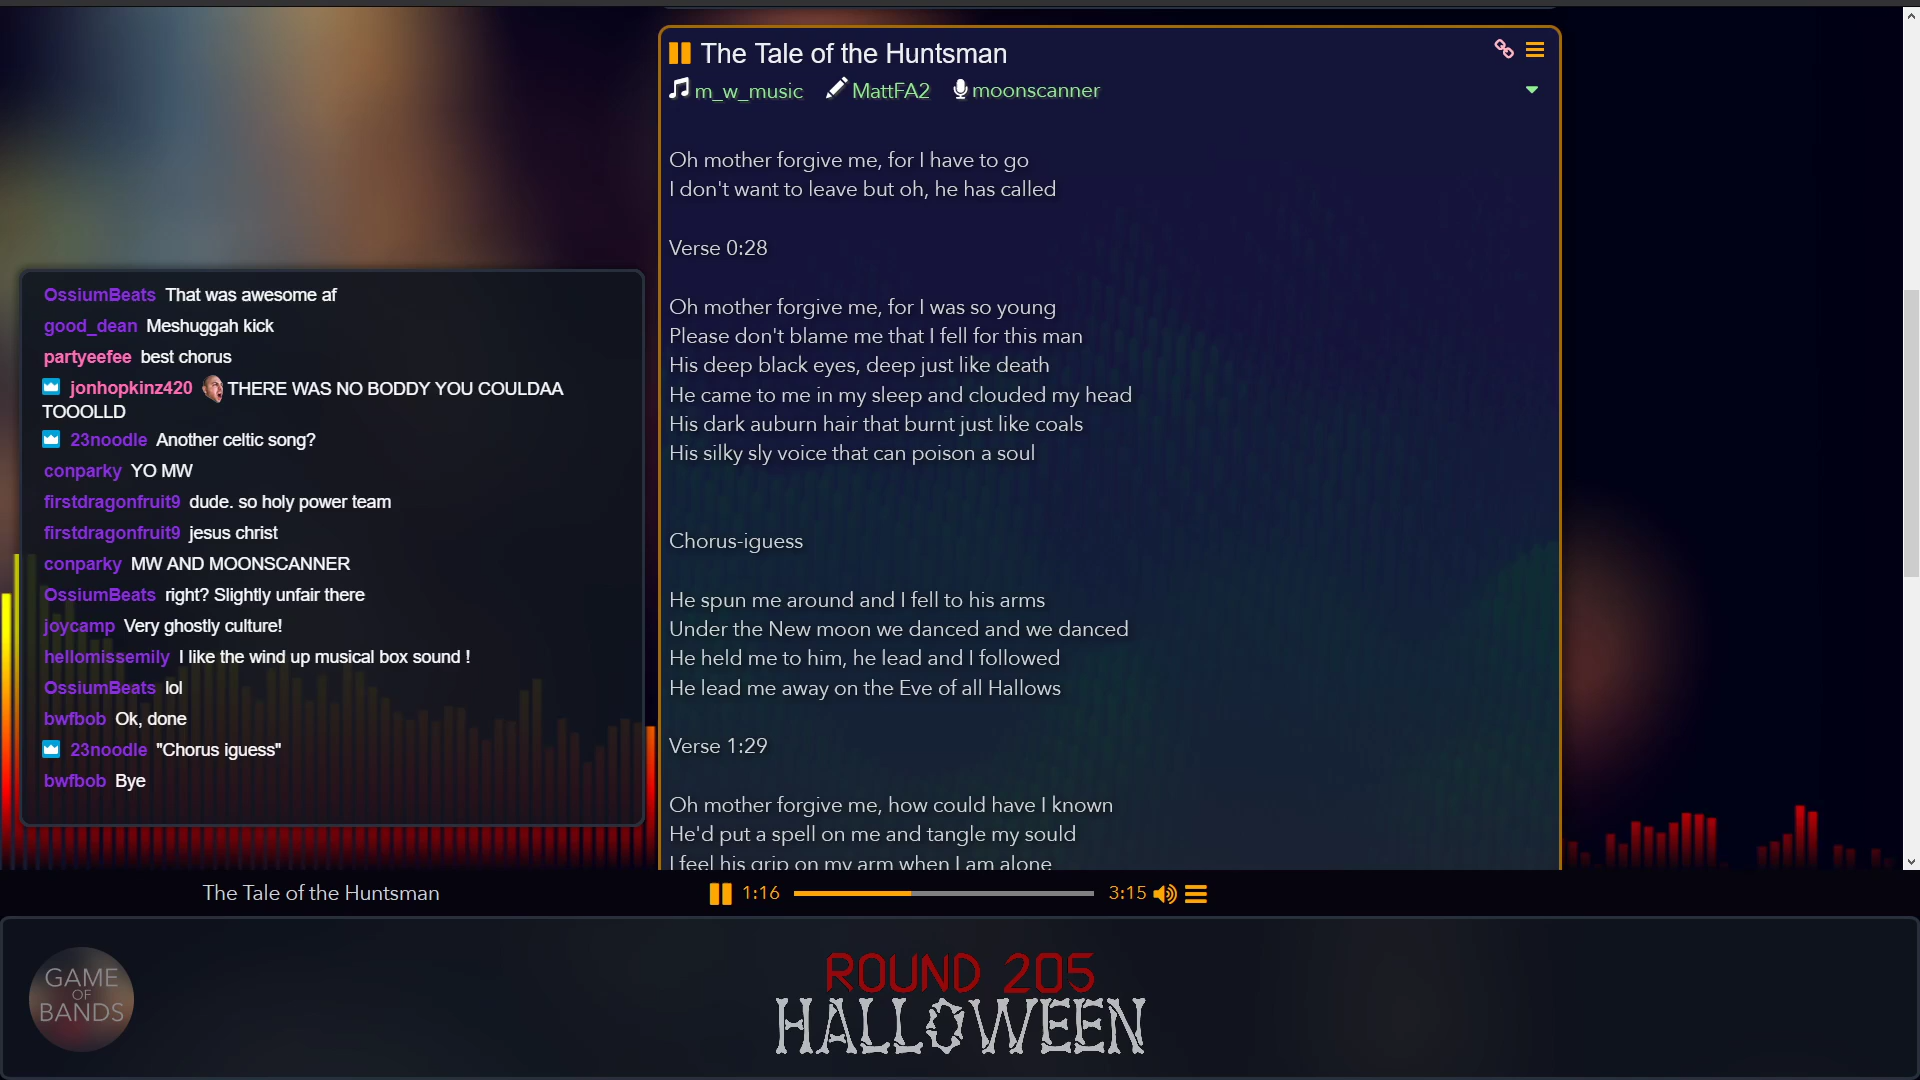 The Tale of the Huntsman
m_w_music MattFA2 moonscanner
Oh mother forgive me, for I have to go
I don't want to leave but oh, he has called
Verse 0:28
Oh mother forgive me, for I was so young
Please don't blame me that I fell for this man
His deep black eyes, deep just like death
He came to me in my sleep and clouded my head
His dark auburn hair that burnt just like coals
His silky sly voice that can poison a soul
Chorus-iguess
He spun me around and I fell to his arms
Under the New moon we danced and we danced
He held me to him, he lead and I followed
He lead me away on the Eve of all Hallows
Verse 1:29
Oh mother forgive me, how could have I known
He'd put a spell on me and tangle my sould
I feel his grip on my arm when I am alone
OssiumBeats That was awesome af
good_dean Meshuggah kick
partyeefee best chorus
jonhopkinz420 THERE WAS NO BODDY YOU COULDAA
TOOOLLD
23noodle Another celtic song?
conparky YO MW
firstdragonfruit9 dude. so holy power team
firstdragonfruit9 jesus christ
conparky MW AND MOONSCANNER
OssiumBeats right? Slightly unfair there
joycamp Very ghostly culture!
hellomissemily I like the wind up musical box sound !
OssiumBeats lol
bwfbob Ok, done
23noodle "Chorus iguess"
bwfbob Bye
The Tale of the Huntsman
1:16 3:15
GAME
OF
BANDS
ROUND 205
HALLOWEEN